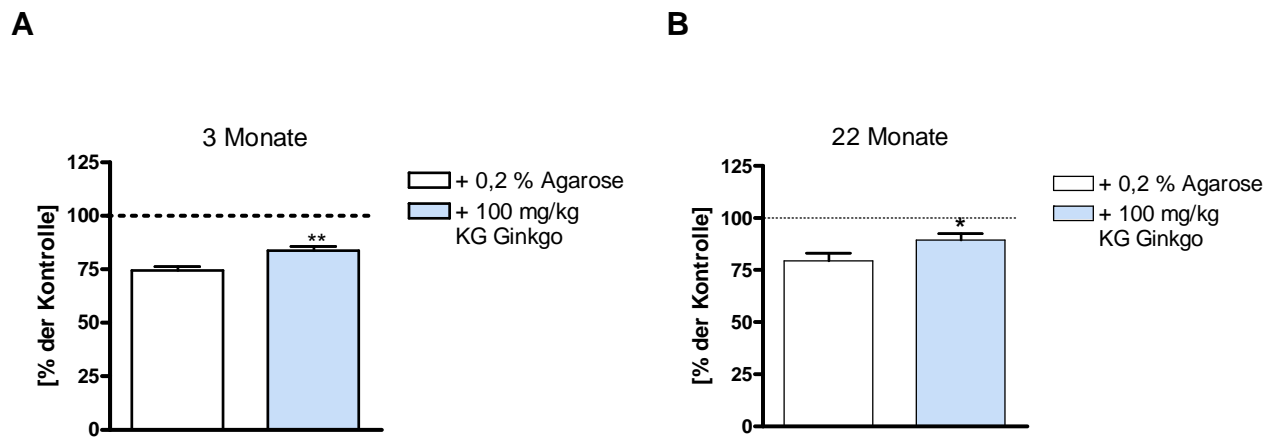 A
B
3 Monate
125
100
75
50
25
0
[% der Kontrolle]
**
+ 0,2 % Agarose
+ 100 mg/kg
KG Ginkgo
22 Monate
125
100
75
50
25
0
[% der Kontrolle]
*
+ 0,2 % Agarose
+ 100 mg/kg
KG Ginkgo